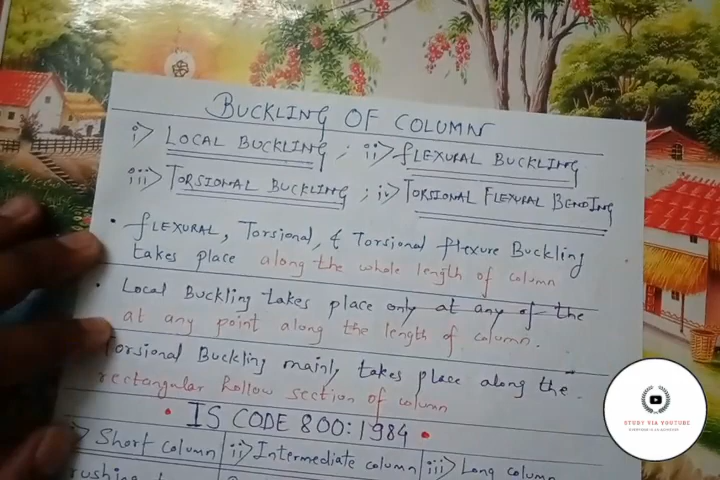 BUCKLING OF COLUMN
i> LOCAL BUCKLING ; ii> FLEXURAL BUCKLING
iii> TORSIONAL BUCKLING ; iv> TORSIONAL FLEXURAL BENDING
• FLEXURAL, Torsional, & Torsional flexure Buckling
takes place along the whole length of column
• Local Buckling takes place only at any of the
at any point along the length of column.
Torsional Buckling mainly takes place along the
rectangular hollow section of column
• IS CODE 800:1984 •
i> Short column ii> Intermediate column iii> Long column
STUDY VIA YOUTUBE